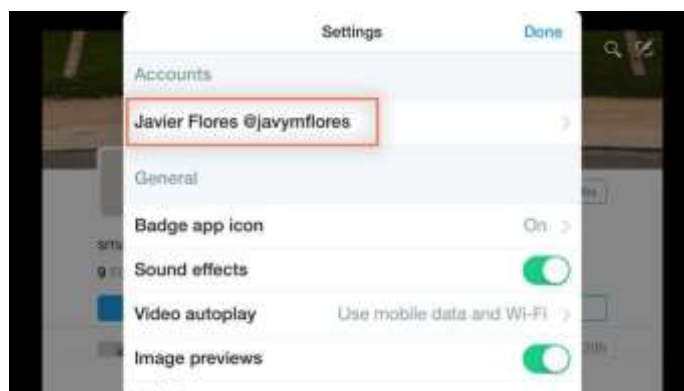 Settings
Done
Accounts
Javier Flores @javymflores
General
Badge app icon
On
Sound effects
Video autoplay
Use mobile data and Wi-Fi
Image previews
9